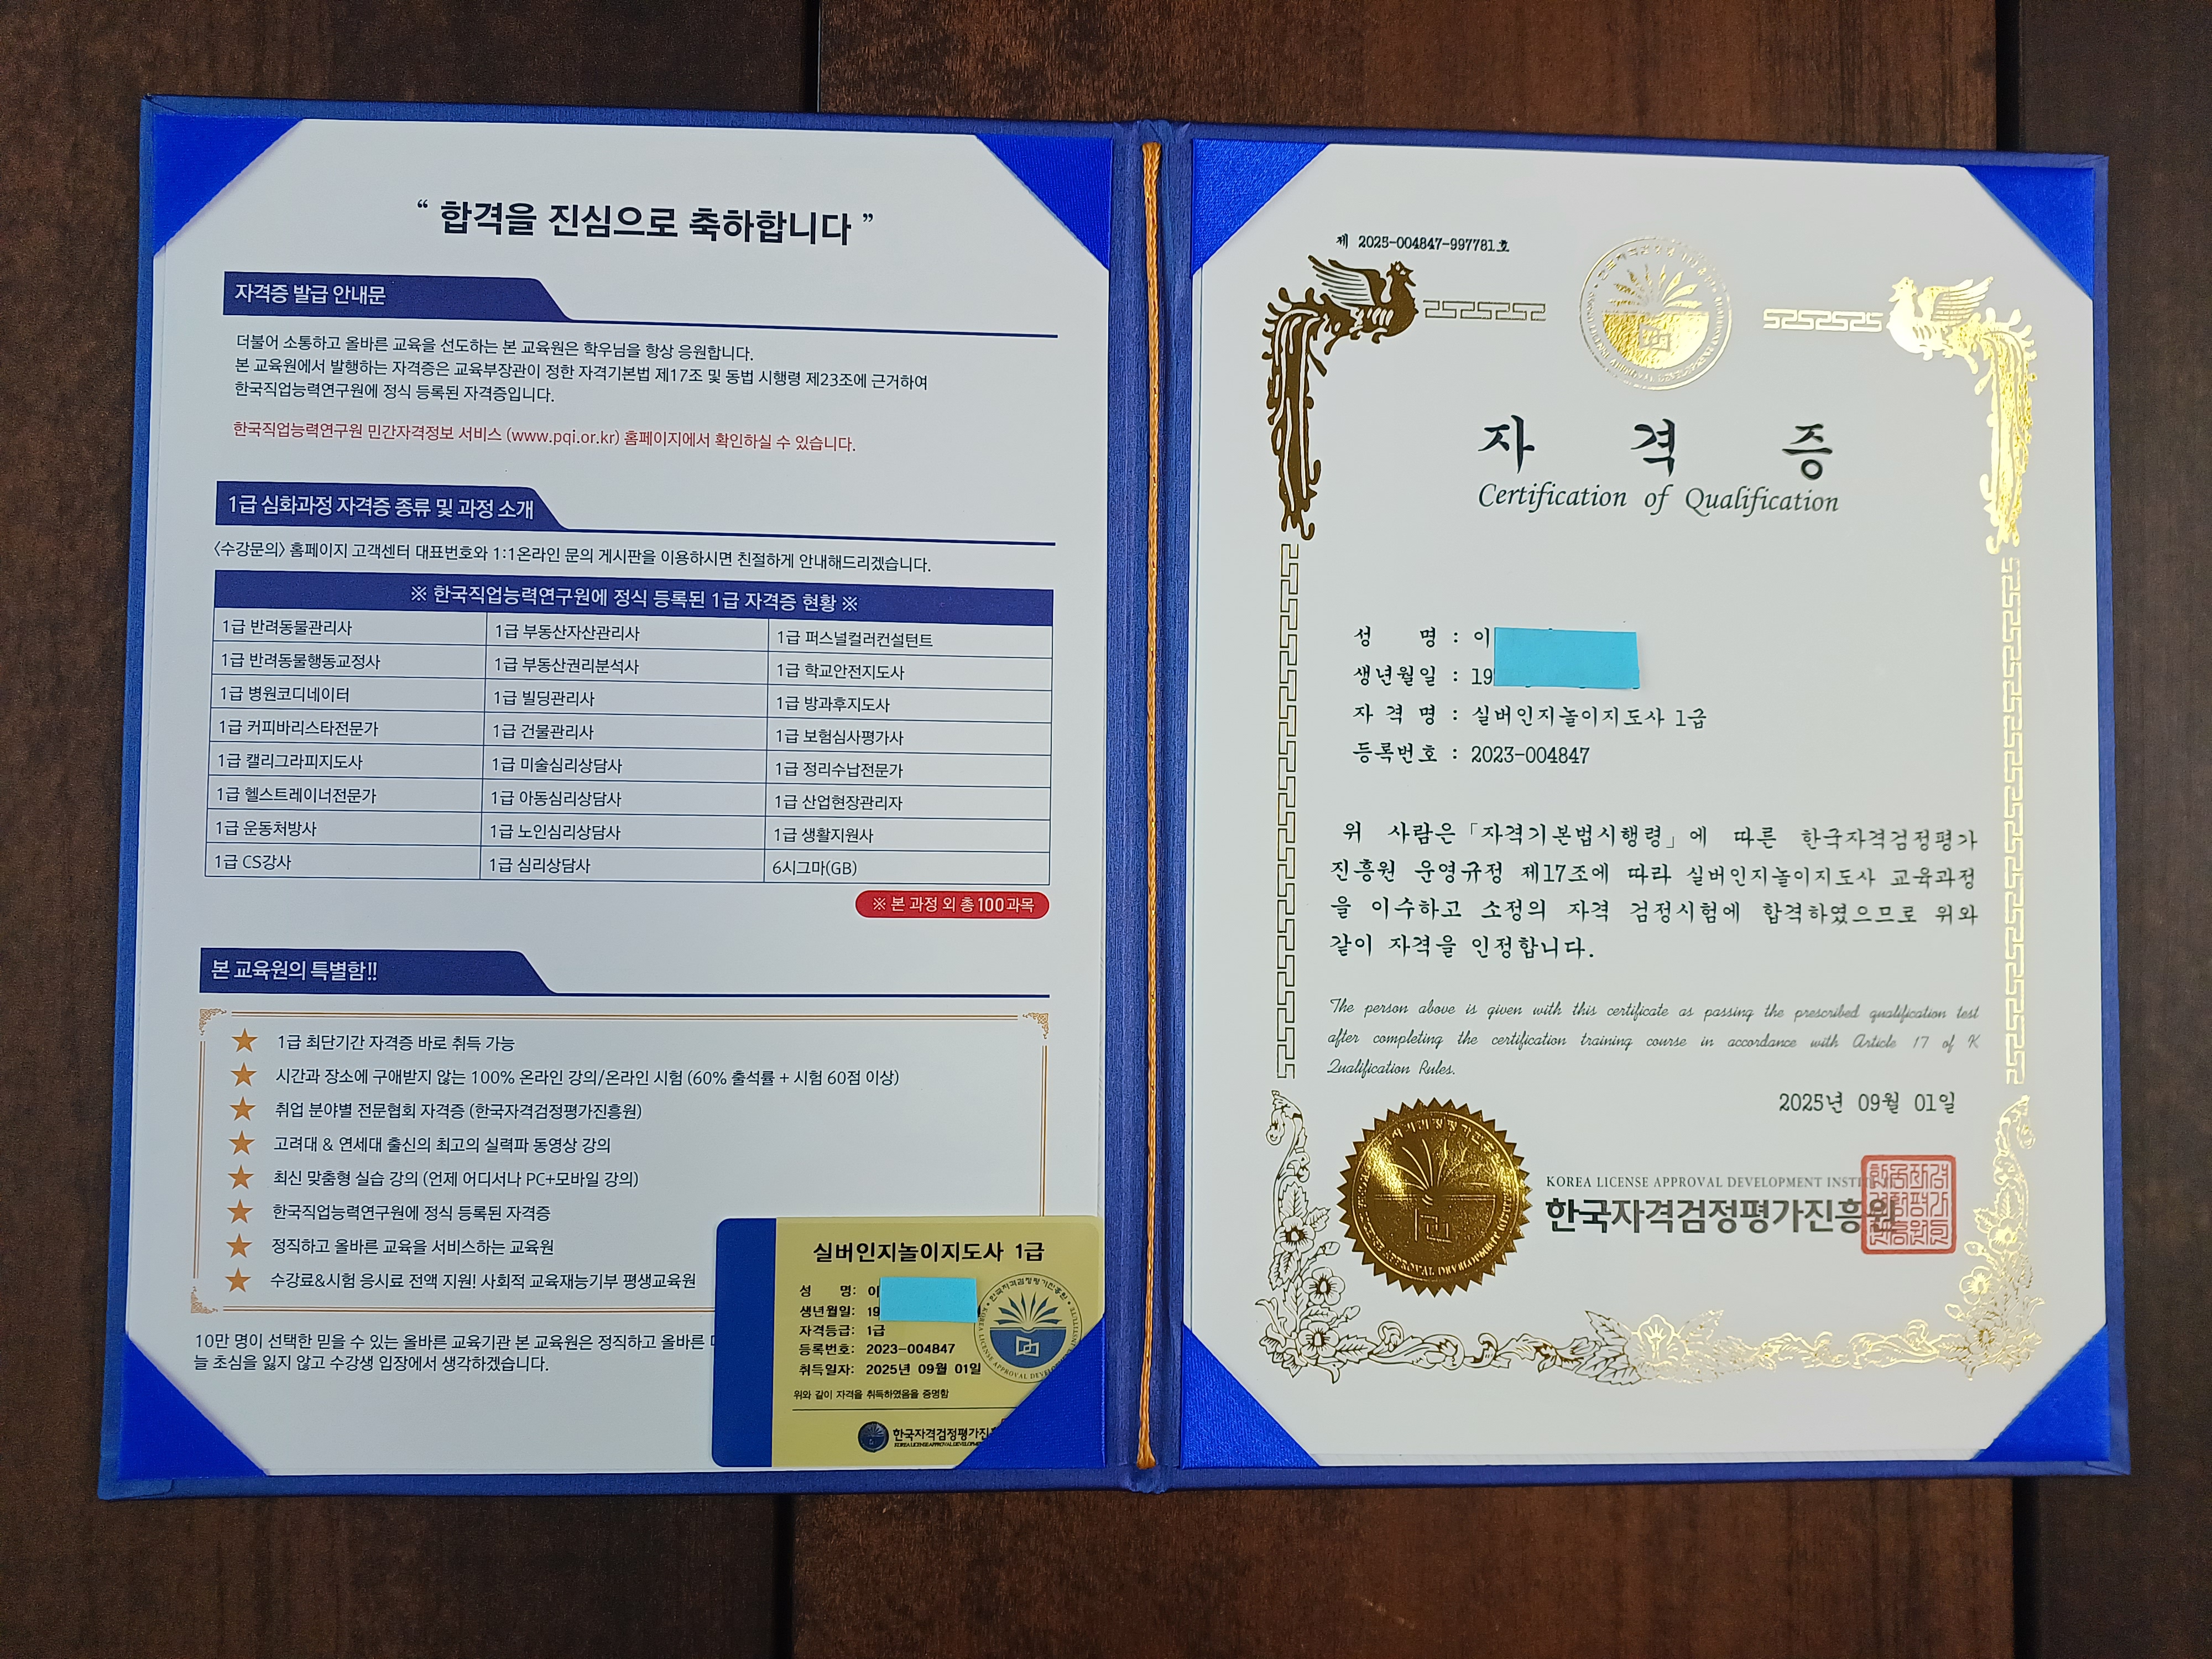 “ 합격을 진심으로 축하합니다 ”
자격증 발급 안내문
더불어 소통하고 올바른 교육을 선도하는 본 교육원은 학우님을 항상 응원합니다.
본 교육원에서 발행하는 자격증은 교육부장관이 정한 자격기본법 제17조 및 동법 시행령 제23조에 근거하여
한국직업능력연구원에 정식 등록된 자격증입니다.
한국직업능력연구원 민간자격정보 서비스 (www.pqi.or.kr) 홈페이지에서 확인하실 수 있습니다.
1급 심화과정 자격증 종류 및 과정 소개
<수강문의> 홈페이지 고객센터 대표번호와 1:1온라인 문의 게시판을 이용하시면 친절하게 안내해드리겠습니다.
※ 한국직업능력연구원에 정식 등록된 1급 자격증 현황 ※
1급 반려동물관리사 1급 부동산자산관리사 1급 퍼스널컬러컨설턴트
1급 반려동물행동교정사 1급 부동산권리분석사 1급 학교안전지도사
1급 병원코디네이터 1급 빌딩관리사 1급 방과후지도사
1급 커피바리스타전문가 1급 건물관리사 1급 보험심사평가사
1급 캘리그라피지도사 1급 미술심리상담사 1급 정리수납전문가
1급 헬스트레이너전문가 1급 아동심리상담사 1급 산업현장관리자
1급 운동처방사 1급 노인심리상담사 1급 생활지원사
1급 CS강사 1급 심리상담사 6시그마(GB)
※ 본 과정 외 총 100과목
본 교육원의 특별함!!
1급 최단기간 자격증 바로 취득 가능
시간과 장소에 구애받지 않는 100% 온라인 강의/온라인 시험 (60% 출석률 + 시험 60점 이상)
취업 분야별 전문협회 자격증 (한국자격검정평가진흥원)
고려대 & 연세대 출신의 최고의 실력파 동영상 강의
최신 맞춤형 실습 강의 (언제 어디서나 PC+모바일 강의)
한국직업능력연구원에 정식 등록된 자격증
정직하고 올바른 교육을 서비스하는 교육원
수강료&시험 응시료 전액 지원! 사회적 교육재능기부 평생교육원
10만 명이 선택한 믿을 수 있는 올바른 교육기관 본 교육원은 정직하고 올바른
늘 초심을 잃지 않고 수강생 입장에서 생각하겠습니다.
실버인지놀이지도사 1급
성 명: 이
생년월일: 19
자격등급: 1급
등록번호: 2023-004847
취득일자: 2025년 09월 01일
위와 같이 자격을 취득하였음을 증명함
한국자격검정평가진
KOREA LICENSE APPROVAL DEVELOPM
제 2025-004847-997781호
자 격 증
Certification of Qualification
성 명 : 이
생년월일 : 19
자 격 명 : 실버인지놀이지도사 1급
등록번호 : 2023-004847
위 사람은 「자격기본법시행령」에 따른 한국자격검정평가
진흥원 운영규정 제17조에 따라 실버인지놀이지도사 교육과정
을 이수하고 소정의 자격 검정시험에 합격하였으므로 위와
같이 자격을 인정합니다.
The person above is given with this certificate as passing the prescribed qualification test
after completing the certification training course in accordance with Article 17 of K
Qualification Rules.
2025년 09월 01일
KOREA LICENSE APPROVAL DEVELOPMENT
한국자격검정평가진흥원